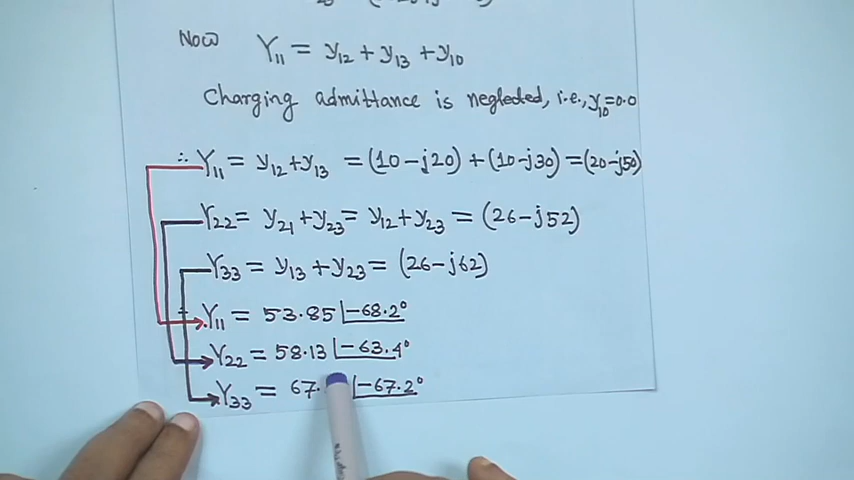 Now Y11 = y12 + y13 + y10
Charging admittance is neglected, i.e., y10=0.0
∴ Y11 = y12+y13 = (10-j20) + (10-j30) = (20-j50)
Y22 = y21 + y23 = y12 + y23 = (26-j52)
Y33 = y13 + y23 = (26-j62)
Y11 = 53.85 |-68.2°
Y22 = 58.13 |-63.4°
Y33 = 67. |-67.2°